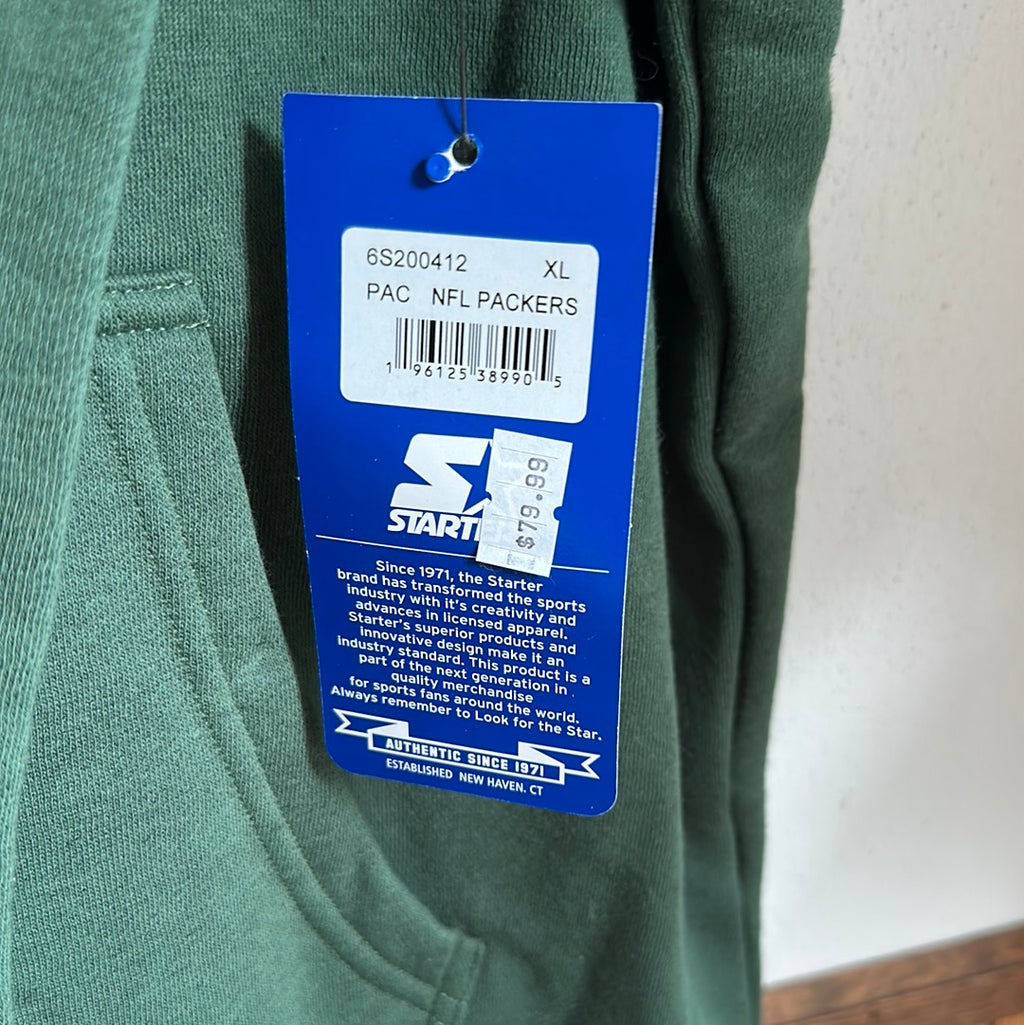 6S200412 XL
PAC NFL PACKERS
1 96125 38990 5
$79.99
Since 1971, the Starter
brand has transformed the sports
industry with it's creativity and
advances in licensed apparel.
Starter's superior products and
innovative design make it an
industry standard. This product is a
part of the next generation in
quality merchandise
for sports fans around the world.
Always remember to Look for the Star.
AUTHENTIC SINCE 1971
ESTABLISHED NEW HAVEN. CT